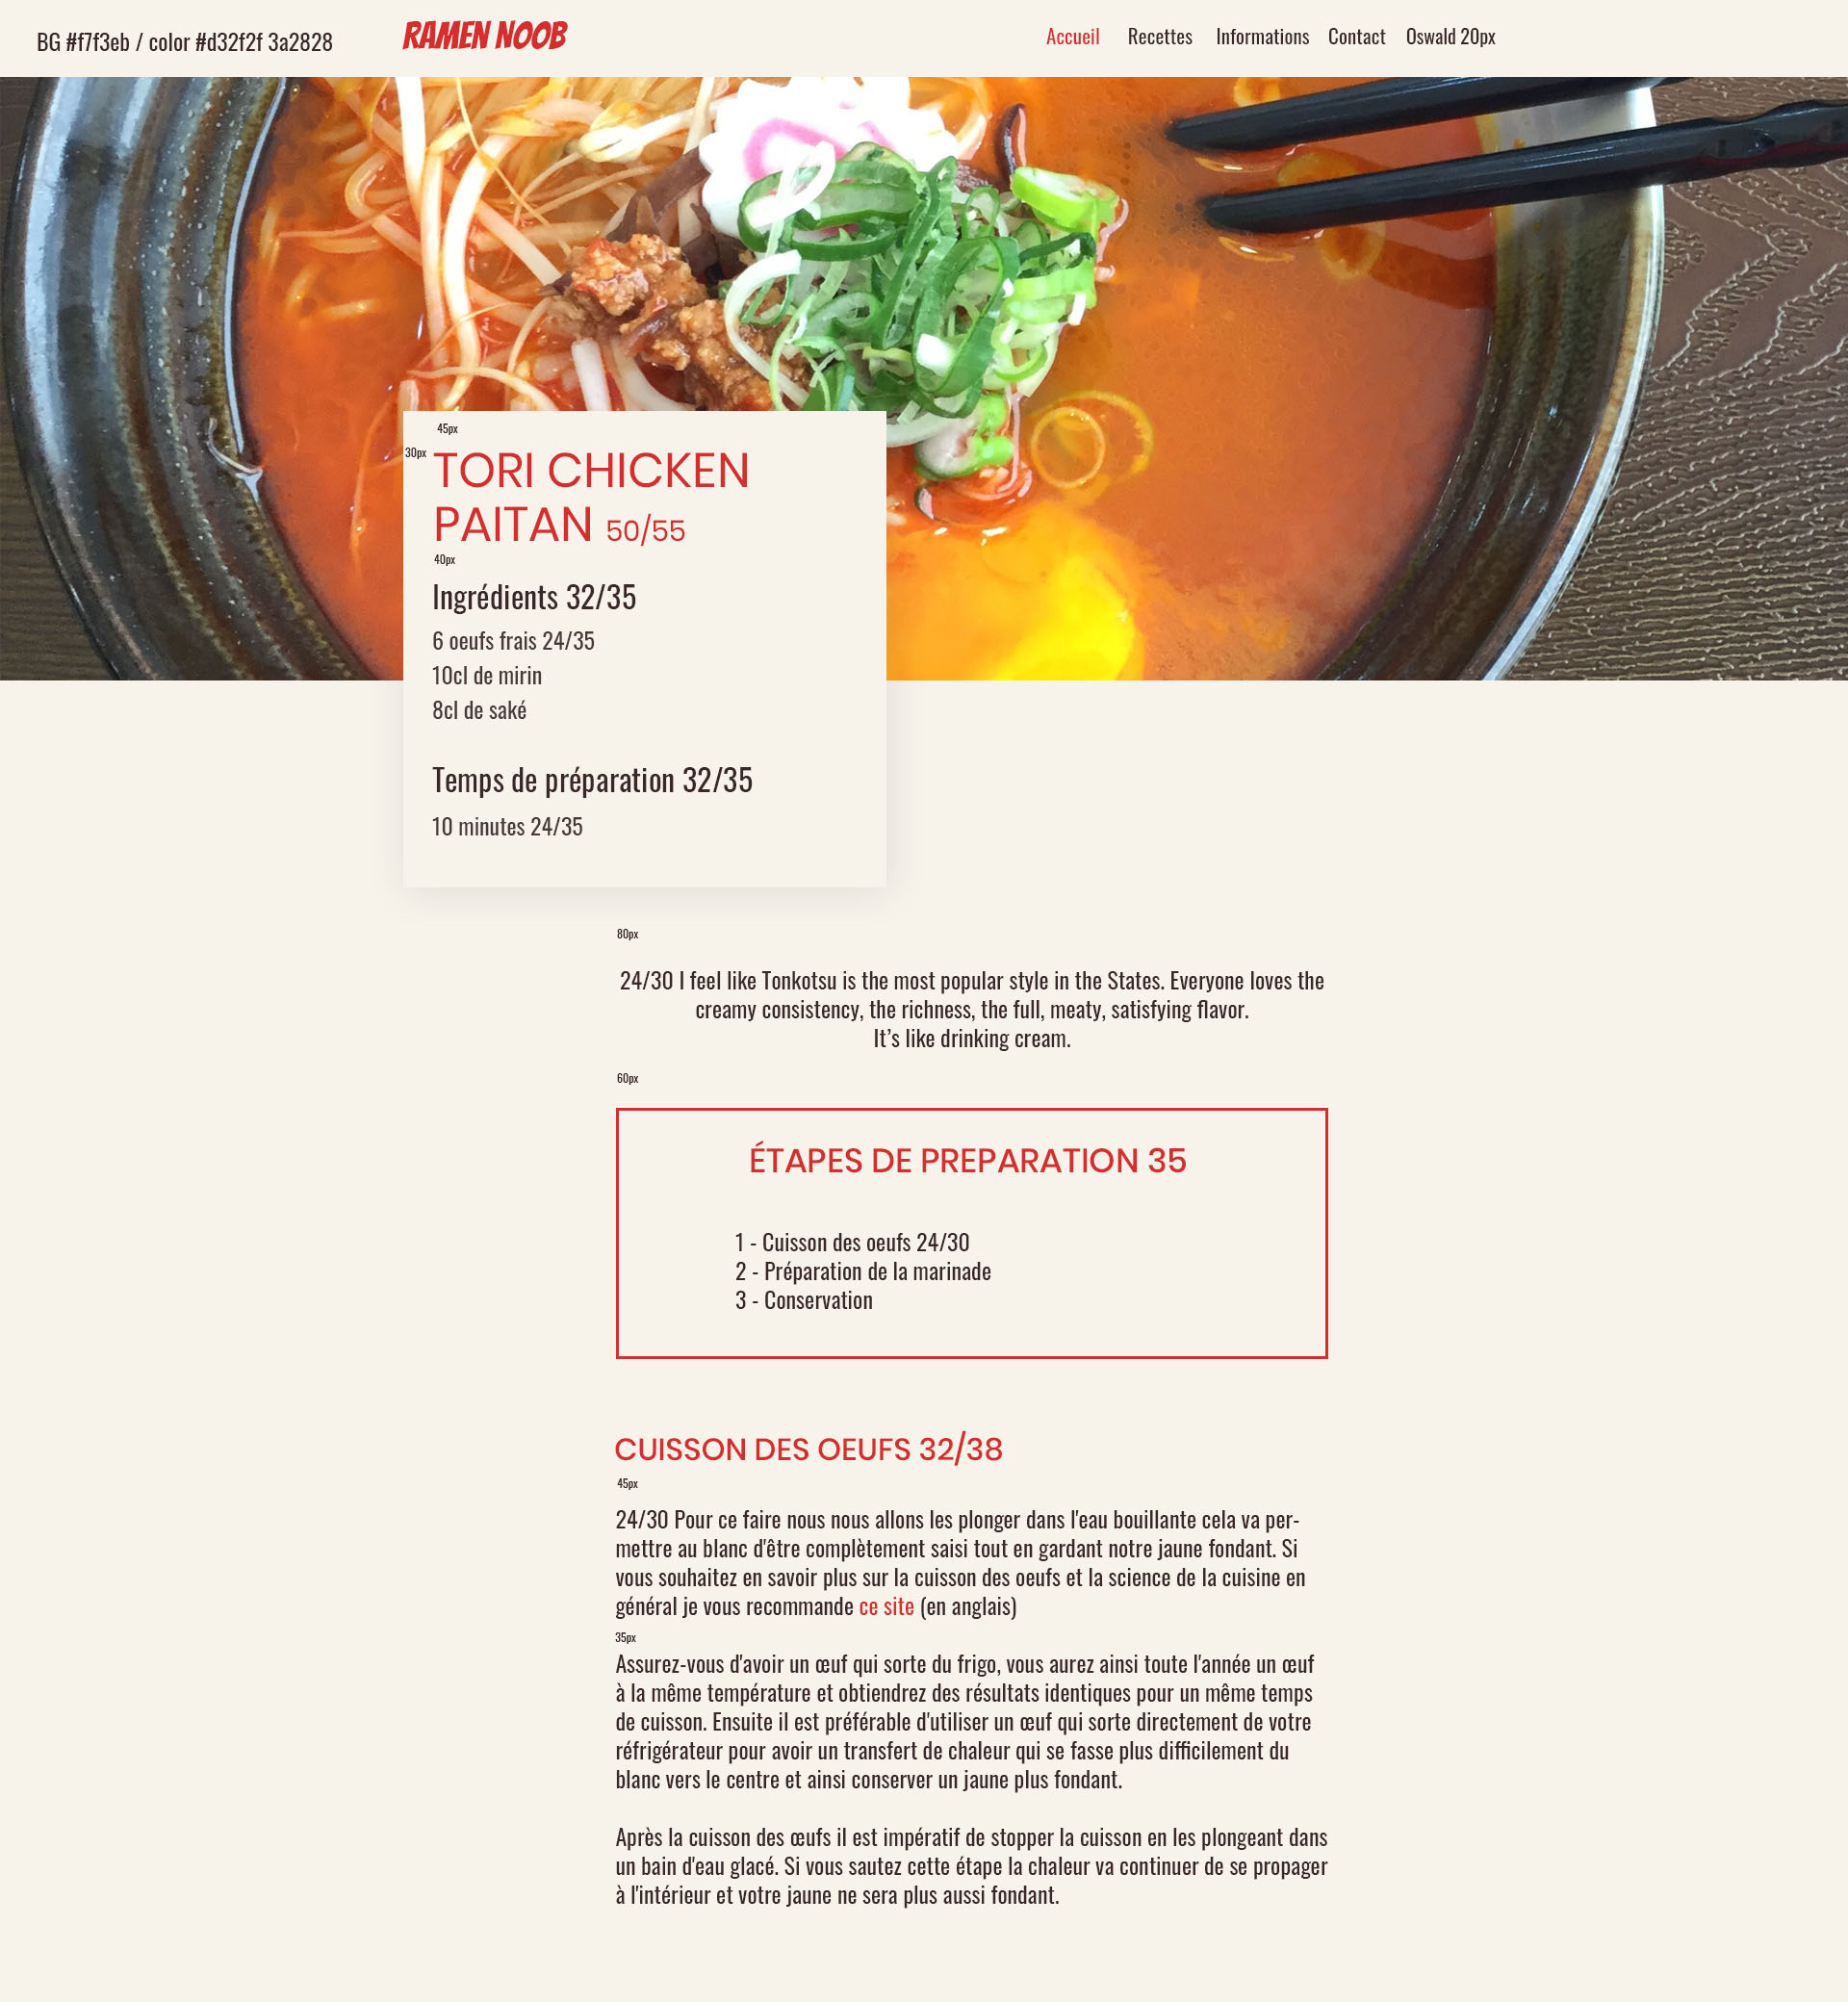 BG #f7f3eb / color #d32f2f 3a2828
RAMEN NOOB
Accueil Recettes Informations Contact Oswald 20px
45px
30px
TORI CHICKEN
PAITAN 50/55
40px
Ingrédients 32/35
6 oeufs frais 24/35
10cl de mirin
8cl de saké
Temps de préparation 32/35
10 minutes 24/35
80px
24/30 I feel like Tonkotsu is the most popular style in the States. Everyone loves the
creamy consistency, the richness, the full, meaty, satisfying flavor.
It’s like drinking cream.
60px
ÉTAPES DE PREPARATION 35
1 - Cuisson des oeufs 24/30
2 - Préparation de la marinade
3 - Conservation
CUISSON DES OEUFS 32/38
45px
24/30 Pour ce faire nous nous allons les plonger dans l'eau bouillante cela va per-
mettre au blanc d'être complètement saisi tout en gardant notre jaune fondant. Si
vous souhaitez en savoir plus sur la cuisson des oeufs et la science de la cuisine en
général je vous recommande ce site (en anglais)
35px
Assurez-vous d'avoir un œuf qui sorte du frigo, vous aurez ainsi toute l'année un œuf
à la même température et obtiendrez des résultats identiques pour un même temps
de cuisson. Ensuite il est préférable d'utiliser un œuf qui sorte directement de votre
réfrigérateur pour avoir un transfert de chaleur qui se fasse plus difficilement du
blanc vers le centre et ainsi conserver un jaune plus fondant.
Après la cuisson des œufs il est impératif de stopper la cuisson en les plongeant dans
un bain d'eau glacé. Si vous sautez cette étape la chaleur va continuer de se propager
à l'intérieur et votre jaune ne sera plus aussi fondant.